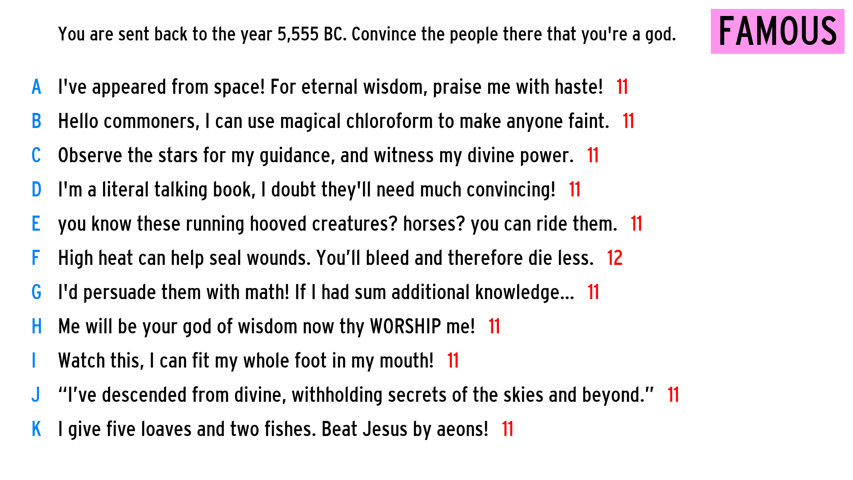 You are sent back to the year 5,555 BC. Convince the people there that you're a god. FAMOUS
A I've appeared from space! For eternal wisdom, praise me with haste! 11
B Hello commoners, I can use magical chloroform to make anyone faint. 11
C Observe the stars for my guidance, and witness my divine power. 11
D I'm a literal talking book, I doubt they'll need much convincing! 11
E you know these running hooved creatures? horses? you can ride them. 11
F High heat can help seal wounds. You’ll bleed and therefore die less. 12
G I'd persuade them with math! If I had sum additional knowledge... 11
H Me will be your god of wisdom now thy WORSHIP me! 11
I Watch this, I can fit my whole foot in my mouth! 11
J “I’ve descended from divine, withholding secrets of the skies and beyond.” 11
K I give five loaves and two fishes. Beat Jesus by aeons! 11